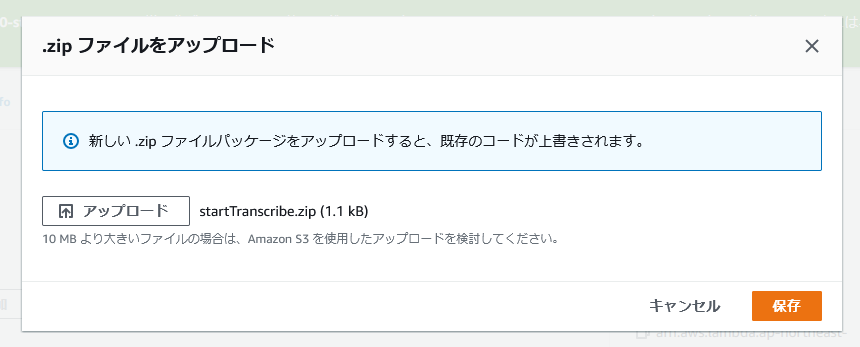 .zip ファイルをアップロード
新しい .zip ファイルパッケージをアップロードすると、既存のコードが上書きされます。
アップロード startTranscribe.zip (1.1 kB)
10 MB より大きいファイルの場合は、Amazon S3 を使用したアップロードを検討してください。
キャンセル 保存
arn:aws:lambda:ap-northeast-